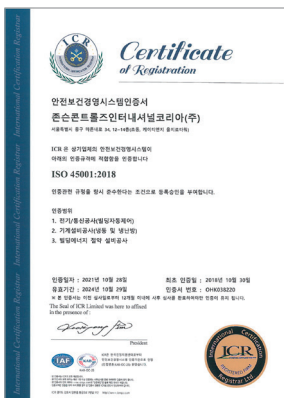 ICR
Certificate
of Registration
안전보건경영시스템인증서
존슨콘트롤즈인터내셔널코리아(주)
ICR 은 상기업체의 안전보건경영시스템이
아래의 인증규격에 적합함을 인증합니다
ISO 45001:2018
인증관련 규정을 항시 준수한다는 조건으로 등록승인을 부여합니다.
인증범위
1. 전기/통신공사(빌딩자동제어)
2. 기계설비공사(냉동 및 냉난방)
3. 빌딩에너지 절약 설비공사
인증일자 : 2021년 10월 28일 최초 인증일 : 2018년 10월 30일
유효기간 : 2024년 10월 29일 인증서 번호 : OHK038220
The Seal of ICR Limited was here to affixed
in the presence of :
President
IAF
KAB
International Certification
ICR
Registrar Ltd
International Certification Registrar